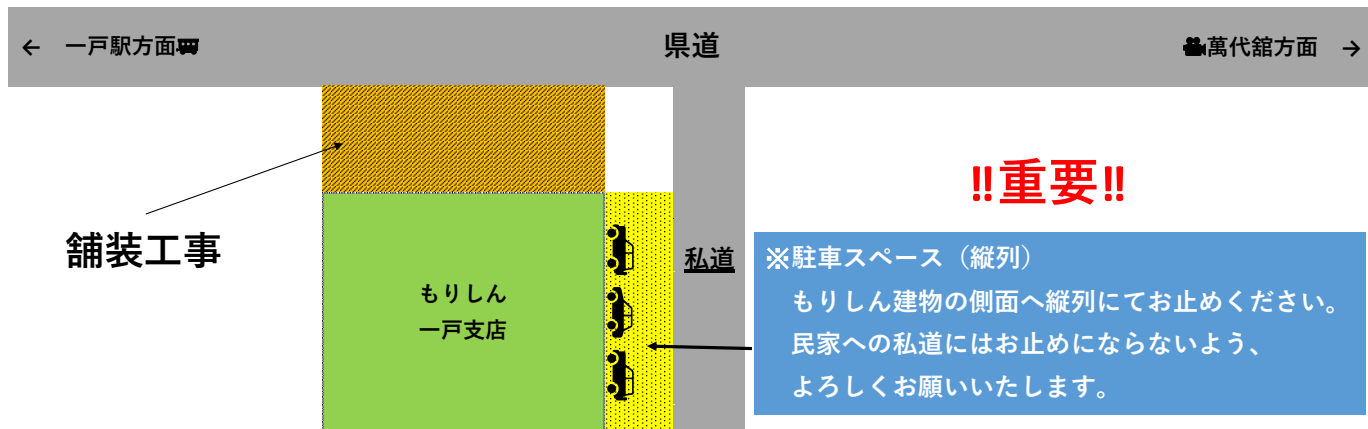 ← 一戸駅方面🚃
県道
🎥萬代舘方面 →
‼重要‼
舗装工事
もりしん
一戸支店
私道
※駐車スペース（縦列）
もりしん建物の側面へ縦列にてお止めください。
民家への私道にはお止めにならないよう、
よろしくお願いいたします。